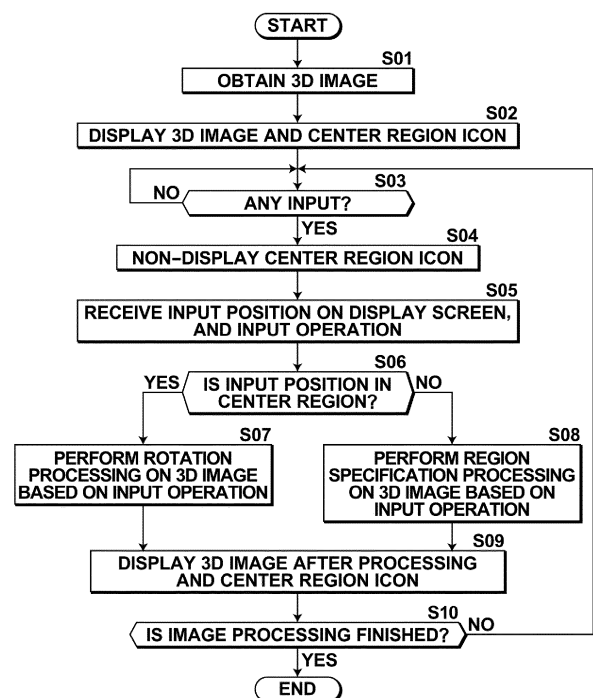 START
S01
OBTAIN 3D IMAGE
S02
DISPLAY 3D IMAGE AND CENTER REGION ICON
S03
NO
ANY INPUT?
YES
S04
NON-DISPLAY CENTER REGION ICON
S05
RECEIVE INPUT POSITION ON DISPLAY SCREEN,
AND INPUT OPERATION
S06
YES
IS INPUT POSITION IN
CENTER REGION?
NO
S07
PERFORM ROTATION
PROCESSING ON 3D IMAGE
BASED ON INPUT OPERATION
S08
PERFORM REGION
SPECIFICATION PROCESSING
ON 3D IMAGE BASED ON
INPUT OPERATION
S09
DISPLAY 3D IMAGE AFTER PROCESSING
AND CENTER REGION ICON
S10
IS IMAGE PROCESSING FINISHED?
NO
YES
END